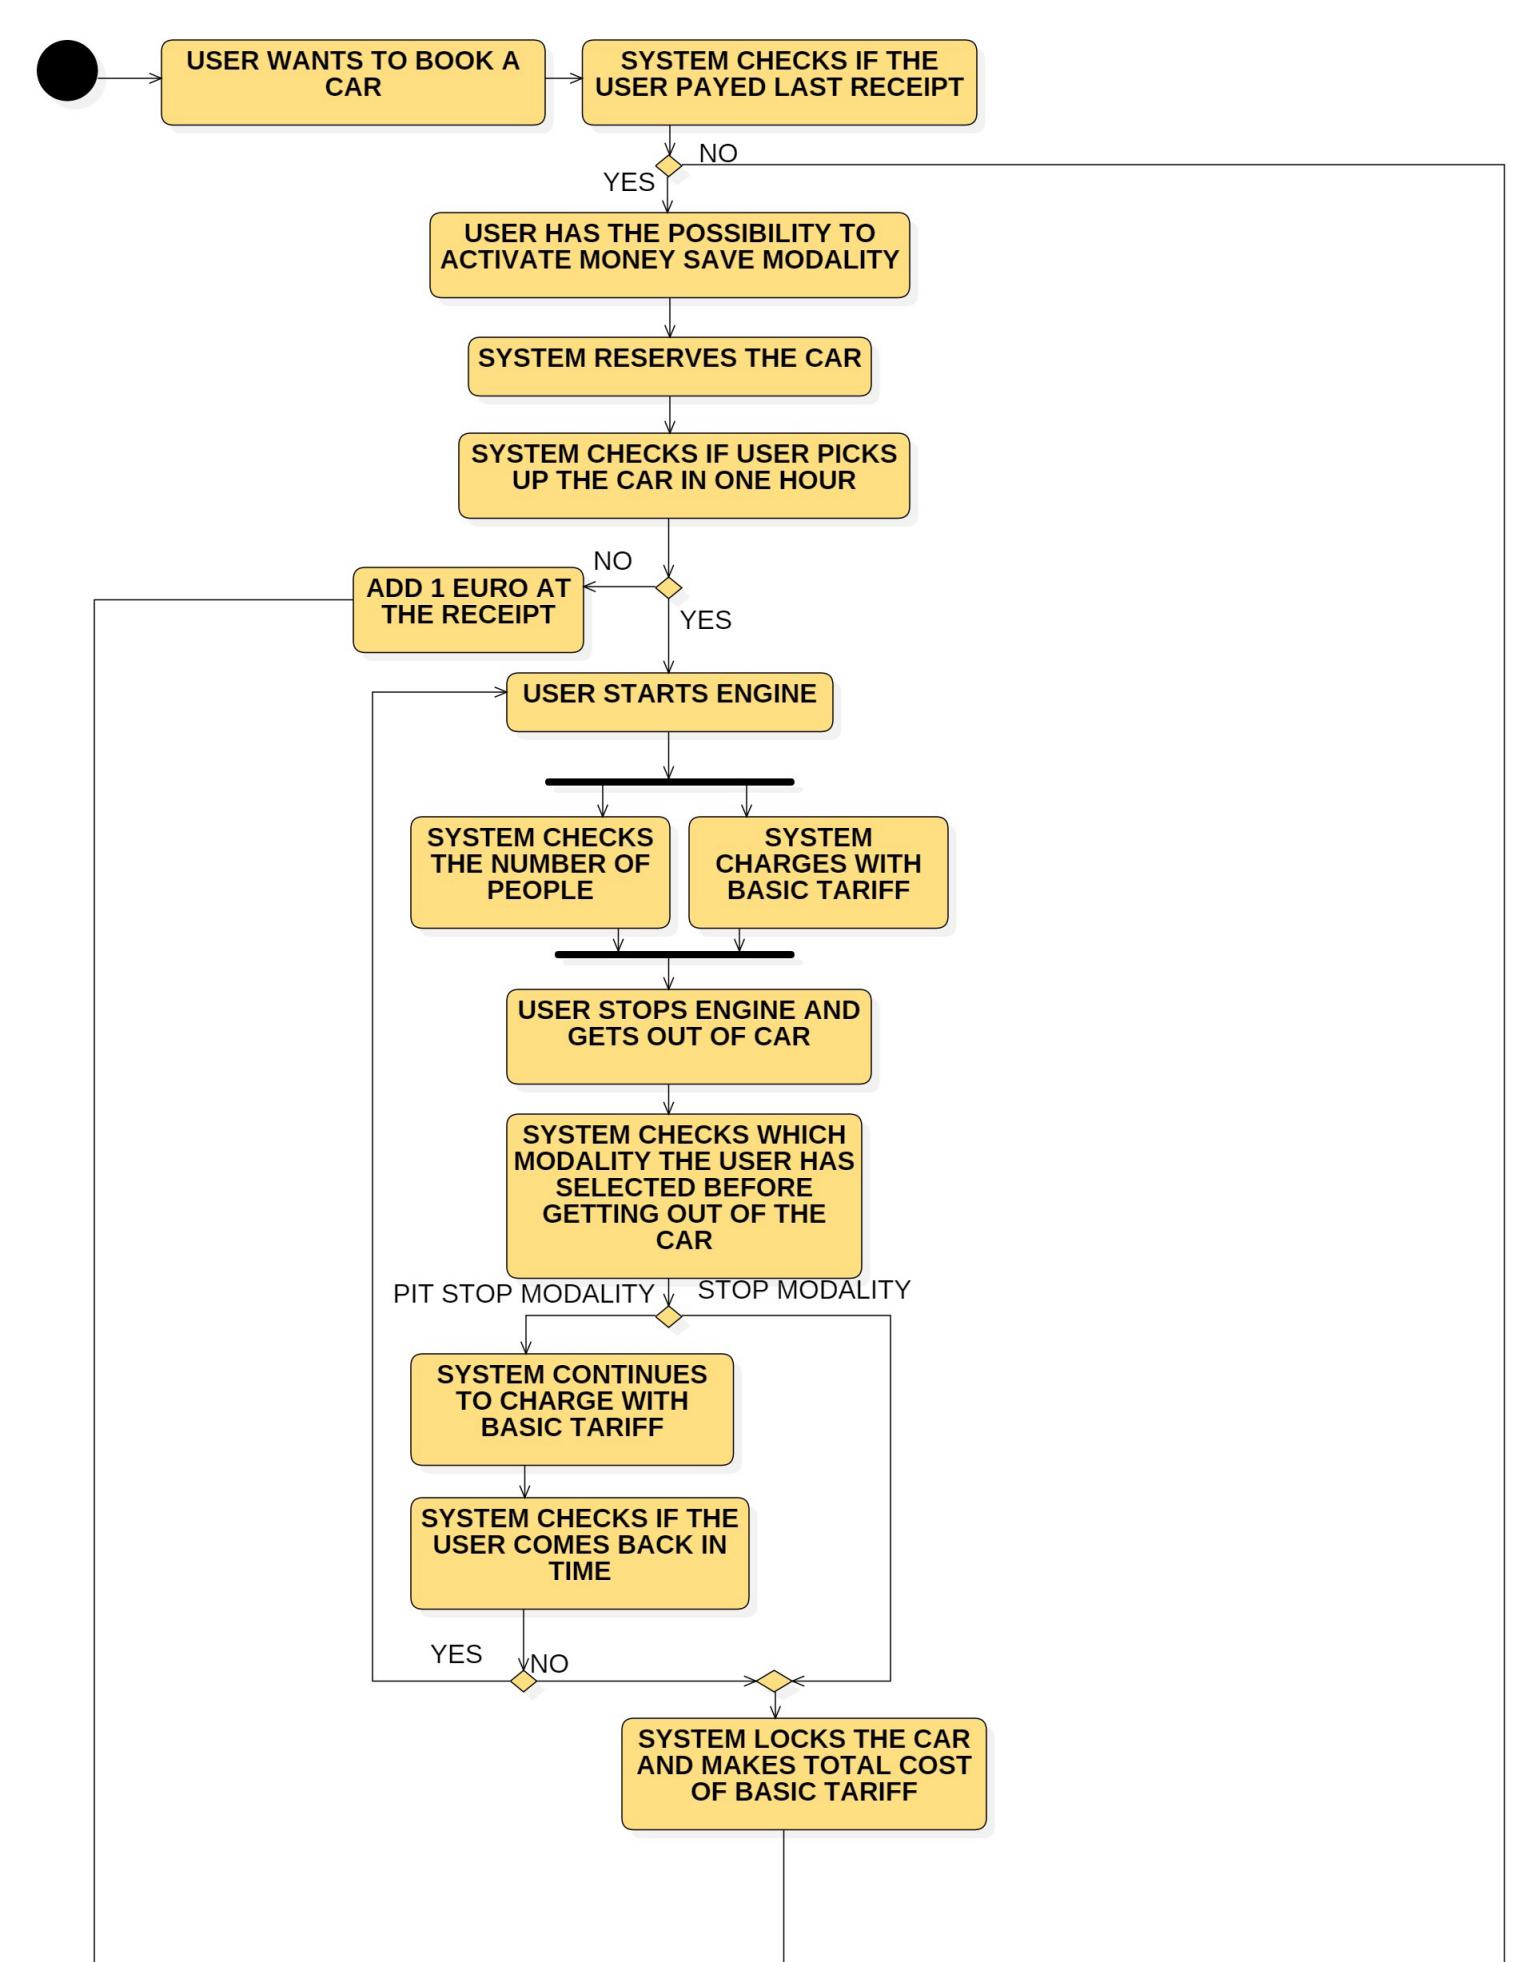 USER WANTS TO BOOK A
CAR
SYSTEM CHECKS IF THE
USER PAYED LAST RECEIPT
NO
YES
USER HAS THE POSSIBILITY TO
ACTIVATE MONEY SAVE MODALITY
SYSTEM RESERVES THE CAR
SYSTEM CHECKS IF USER PICKS
UP THE CAR IN ONE HOUR
NO
ADD 1 EURO AT
THE RECEIPT
YES
USER STARTS ENGINE
SYSTEM CHECKS
THE NUMBER OF
PEOPLE
SYSTEM
CHARGES WITH
BASIC TARIFF
USER STOPS ENGINE AND
GETS OUT OF CAR
SYSTEM CHECKS WHICH
MODALITY THE USER HAS
SELECTED BEFORE
GETTING OUT OF THE
CAR
PIT STOP MODALITY
STOP MODALITY
SYSTEM CONTINUES
TO CHARGE WITH
BASIC TARIFF
SYSTEM CHECKS IF THE
USER COMES BACK IN
TIME
YES
NO
SYSTEM LOCKS THE CAR
AND MAKES TOTAL COST
OF BASIC TARIFF